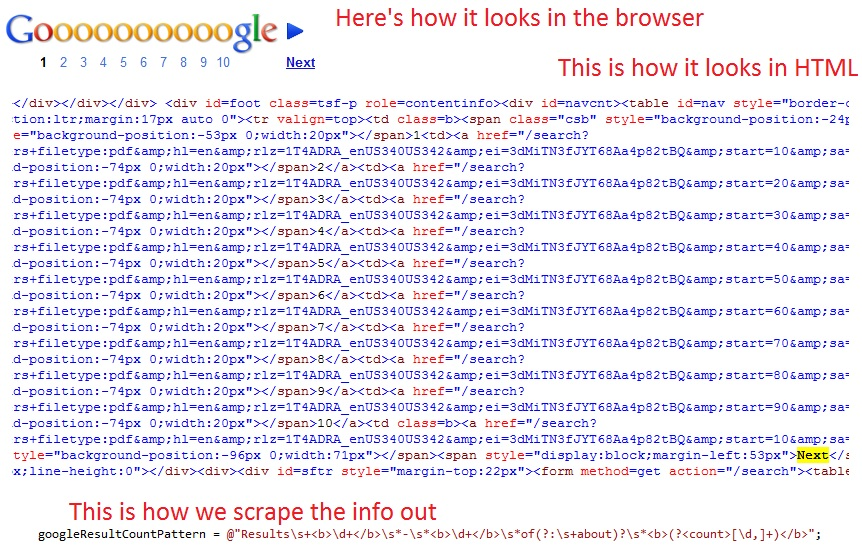 Gooooooooooogle
Here's how it looks in the browser
1 2 3 4 5 6 7 8 9 10 Next
This is how it looks in HTML
</div></div></div> <div id=foot class=tsf-p role=contentinfo><div id=navcnt><table id=nav style="border-c
ction:ltr;margin:17px auto 0"><tr valign=top><td class=b><span class="csb" style="background-position:-24p
e="background-position:-53px 0;width:20px"></span>1<td><a href="/search?
rs+filetype:pdf&amp;hl=en&amp;rlz=1T4ADRA_enUS340US342&amp;ei=3dMiTN3fJYT68Aa4p82tBQ&amp;start=10&amp;sa=
d-position:-74px 0;width:20px"></span>2</a><td><a href="/search?
rs+filetype:pdf&amp;hl=en&amp;rlz=1T4ADRA_enUS340US342&amp;ei=3dMiTN3fJYT68Aa4p82tBQ&amp;start=20&amp;sa=
d-position:-74px 0;width:20px"></span>3</a><td><a href="/search?
rs+filetype:pdf&amp;hl=en&amp;rlz=1T4ADRA_enUS340US342&amp;ei=3dMiTN3fJYT68Aa4p82tBQ&amp;start=30&amp;sa=
d-position:-74px 0;width:20px"></span>4</a><td><a href="/search?
rs+filetype:pdf&amp;hl=en&amp;rlz=1T4ADRA_enUS340US342&amp;ei=3dMiTN3fJYT68Aa4p82tBQ&amp;start=40&amp;sa=
d-position:-74px 0;width:20px"></span>5</a><td><a href="/search?
rs+filetype:pdf&amp;hl=en&amp;rlz=1T4ADRA_enUS340US342&amp;ei=3dMiTN3fJYT68Aa4p82tBQ&amp;start=50&amp;sa=
d-position:-74px 0;width:20px"></span>6</a><td><a href="/search?
rs+filetype:pdf&amp;hl=en&amp;rlz=1T4ADRA_enUS340US342&amp;ei=3dMiTN3fJYT68Aa4p82tBQ&amp;start=60&amp;sa=
d-position:-74px 0;width:20px"></span>7</a><td><a href="/search?
rs+filetype:pdf&amp;hl=en&amp;rlz=1T4ADRA_enUS340US342&amp;ei=3dMiTN3fJYT68Aa4p82tBQ&amp;start=70&amp;sa=
d-position:-74px 0;width:20px"></span>8</a><td><a href="/search?
rs+filetype:pdf&amp;hl=en&amp;rlz=1T4ADRA_enUS340US342&amp;ei=3dMiTN3fJYT68Aa4p82tBQ&amp;start=80&amp;sa=
d-position:-74px 0;width:20px"></span>9</a><td><a href="/search?
rs+filetype:pdf&amp;hl=en&amp;rlz=1T4ADRA_enUS340US342&amp;ei=3dMiTN3fJYT68Aa4p82tBQ&amp;start=90&amp;sa=
d-position:-74px 0;width:20px"></span>10</a><td class=b><a href="/search?
rs+filetype:pdf&amp;hl=en&amp;rlz=1T4ADRA_enUS340US342&amp;ei=3dMiTN3fJYT68Aa4p82tBQ&amp;start=10&amp;sa=
tyle="background-position:-96px 0;width:71px"></span><span style="display:block;margin-left:53px">Next</s
px;line-height:0"></div><div><div id=sftr style="margin-top:22px"><form method=get action="/search"><table
This is how we scrape the info out
googleResultCountPattern = @"Results\s+<b>\d+</b>\s*-\s*<b>\d+</b>\s*of(?:\s+about)?\s*<b>(?<count>[\d,]+)</b>";